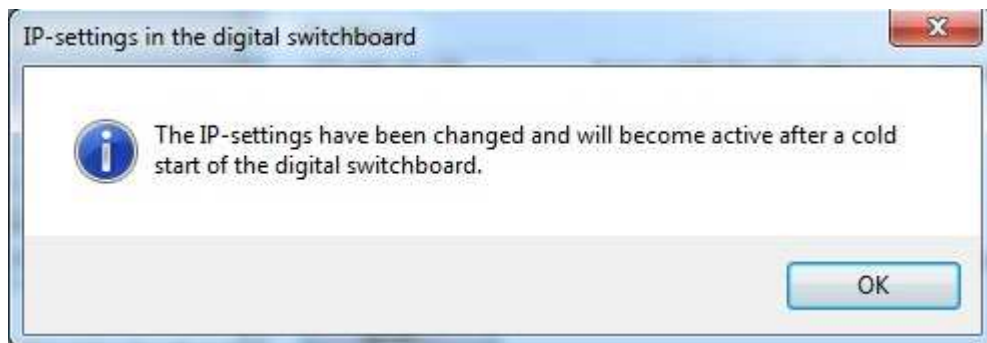 IP-settings in the digital switchboard
The IP-settings have been changed and will become active after a cold
start of the digital switchboard.
OK